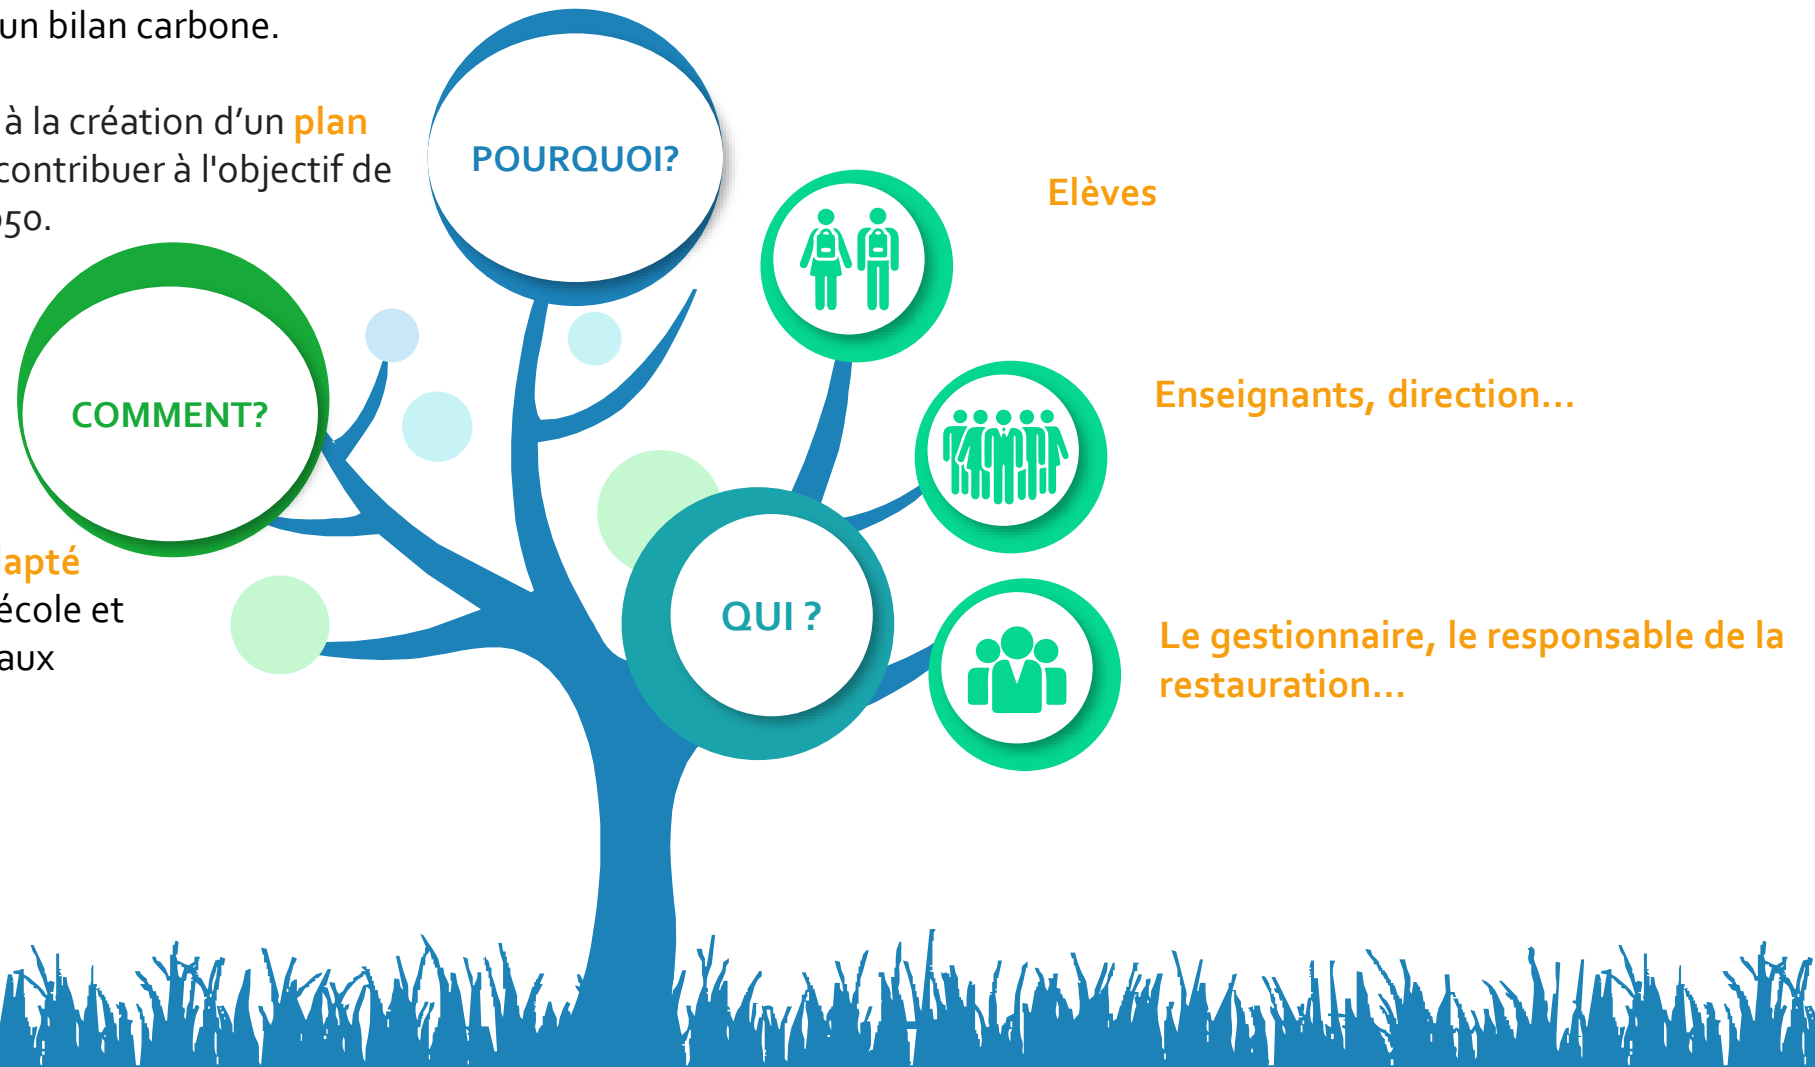 un bilan carbone.
à la création d'un plan
contribuer à l'objectif de
50.
POURQUOI?
Elèves
COMMENT?
Enseignants, direction...
apté
école et
aux
QUI ?
Le gestionnaire, le responsable de la
restauration...